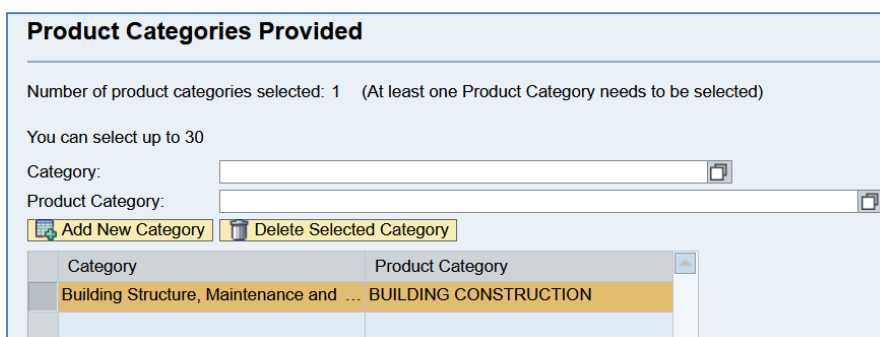 Product Categories Provided
Number of product categories selected: 1 (At least one Product Category needs to be selected)
You can select up to 30
Category:
Product Category:
Add New Category Delete Selected Category
Category Product Category
Building Structure, Maintenance and ... BUILDING CONSTRUCTION